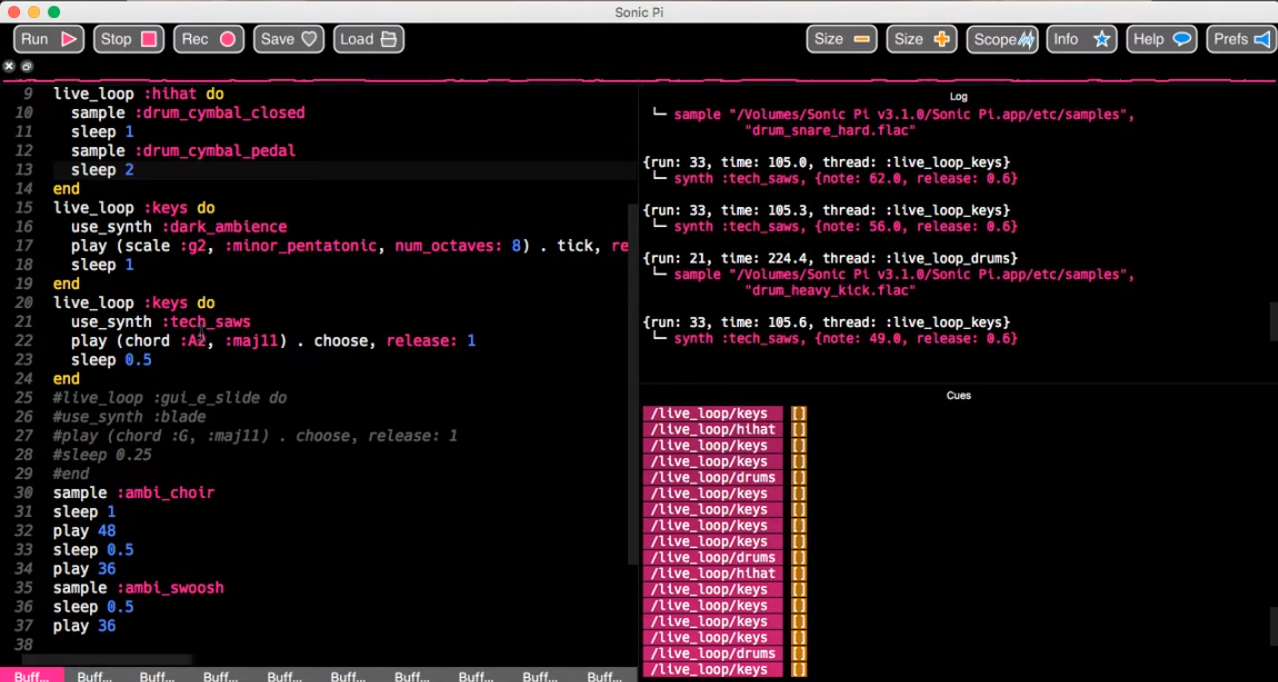 Sonic Pi
Run Stop Rec Save Load Size Size Scope Info Help Prefs
9 live_loop :hihat do
10 sample :drum_cymbal_closed
11 sleep 1
12 sample :drum_cymbal_pedal
13 sleep 2
14 end
15 live_loop :keys do
16 use_synth :dark_ambience
17 play (scale :g2, :minor_pentatonic, num_octaves: 8) . tick, re
18 sleep 1
19 end
20 live_loop :keys do
21 use_synth :tech_saws
22 play (chord :A2, :maj11) . choose, release: 1
23 sleep 0.5
24 end
25 #live_loop :gui_e_slide do
26 #use_synth :blade
27 #play (chord :G, :maj11) . choose, release: 1
28 #sleep 0.25
29 #end
30 sample :ambi_choir
31 sleep 1
32 play 48
33 sleep 0.5
34 play 36
35 sample :ambi_swoosh
36 sleep 0.5
37 play 36
38
Buff... Buff... Buff... Buff... Buff... Buff... Buff... Buff... Buff... Buff...
Log
└─ sample "/Volumes/Sonic Pi v3.1.0/Sonic Pi.app/etc/samples",
"drum_snare_hard.flac"
{run: 33, time: 105.0, thread: :live_loop_keys}
└─ synth :tech_saws, {note: 62.0, release: 0.6}
{run: 33, time: 105.3, thread: :live_loop_keys}
└─ synth :tech_saws, {note: 56.0, release: 0.6}
{run: 21, time: 224.4, thread: :live_loop_drums}
└─ sample "/Volumes/Sonic Pi v3.1.0/Sonic Pi.app/etc/samples",
"drum_heavy_kick.flac"
{run: 33, time: 105.6, thread: :live_loop_keys}
└─ synth :tech_saws, {note: 49.0, release: 0.6}
Cues
/live_loop/keys []
/live_loop/hihat []
/live_loop/keys []
/live_loop/keys []
/live_loop/drums []
/live_loop/keys []
/live_loop/keys []
/live_loop/keys []
/live_loop/keys []
/live_loop/drums []
/live_loop/hihat []
/live_loop/keys []
/live_loop/keys []
/live_loop/keys []
/live_loop/keys []
/live_loop/drums []
/live_loop/keys []